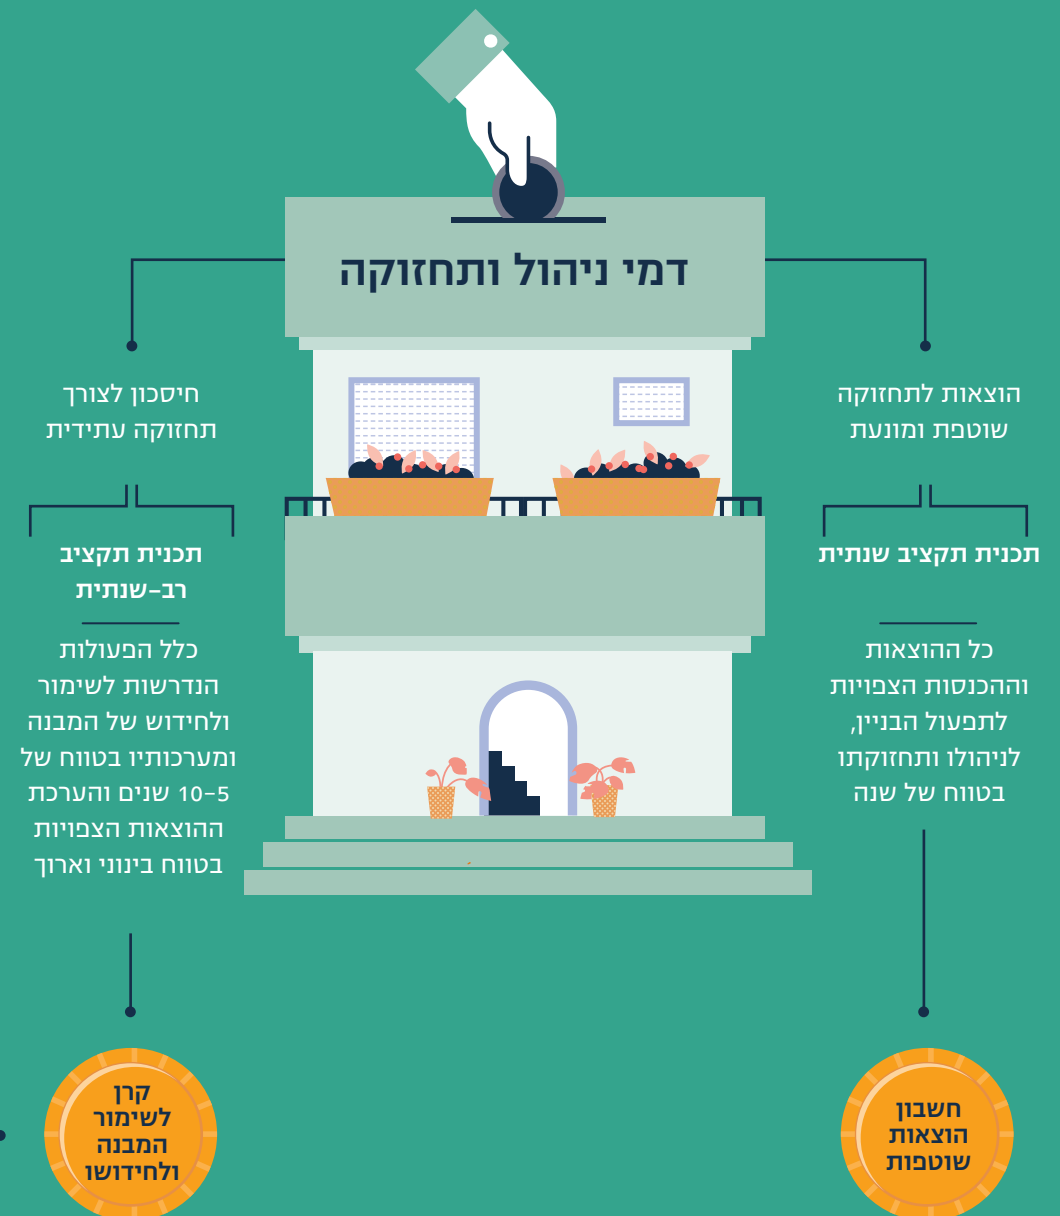 דמי ניהול ותחזוקה
הוצאות לתחזוקה
שוטפת ומונעת
תכנית תקציב שנתית
כל ההוצאות
וההכנסות הצפויות
לתפעול הבניין,
לניהולו ותחזוקתו
בטווח של שנה
חשבון
הוצאות
שוטפות
חיסכון לצורך
תחזוקה עתידית
תכנית תקציב
רב-שנתית
כלל הפעולות
הנדרשות לשימור
ולחידוש של המבנה
ומערכותיו בטווח של
10-5 שנים והערכת
ההוצאות הצפויות
בטווח בינוני וארוך
קרן
לשימור
המבנה
ולחידושו